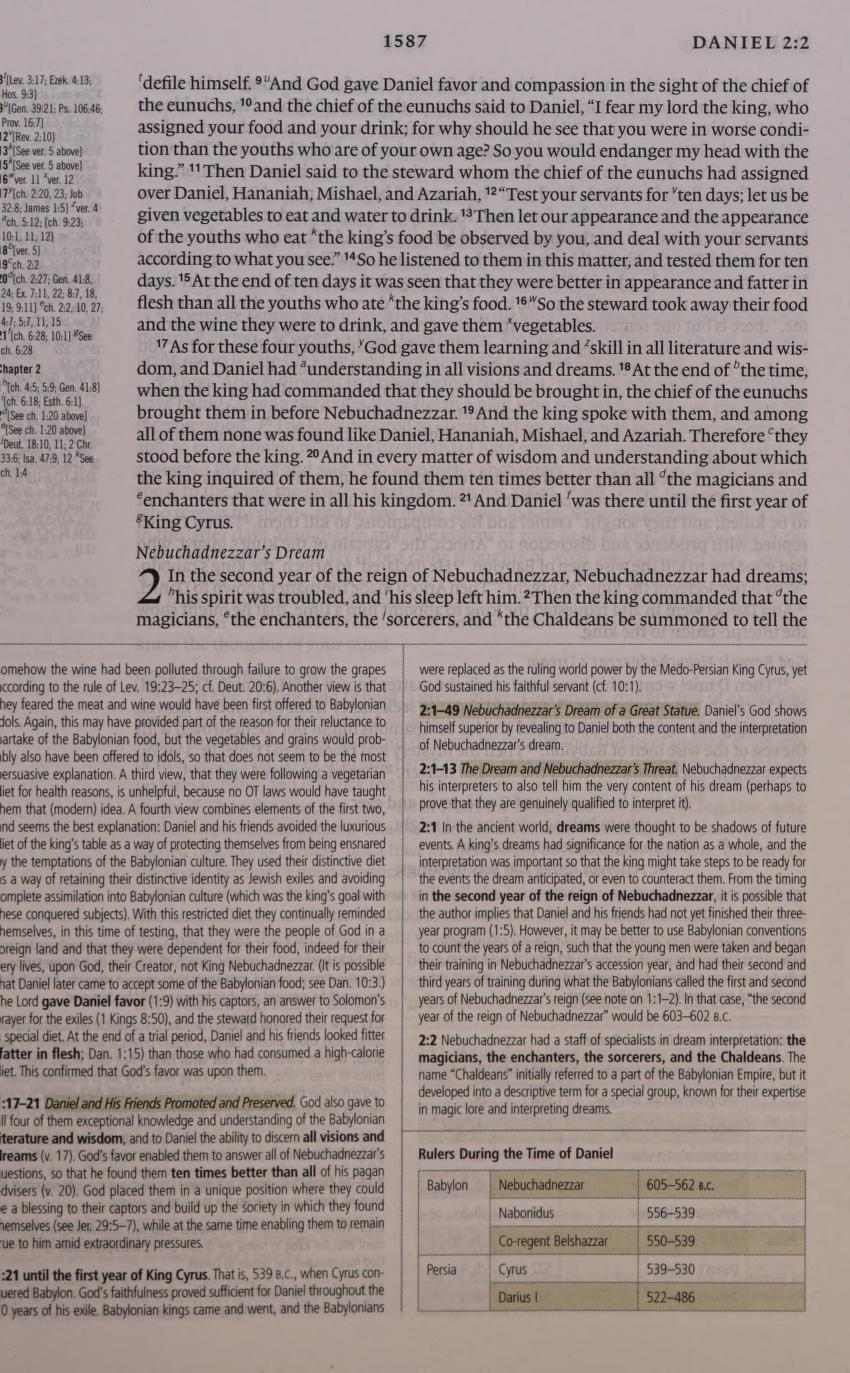 1587
DANIEL 2:2
[Lev. 3:17; Ezek. 4:13;
Hos. 9:3]
[Gen. 39:21; Ps. 106:46;
Prov. 16:7]
[Rev. 2:10]
[See ver. 5 above]
[See ver. 5 above]
ver. 11 ver. 12
[ch. 2:20, 23; Job
32:8; James 1:5] ver. 4
ch. 5:12; [ch. 9:23;
10:1, 11, 12]
[ver. 5]
ch. 2:2
[ch. 2:27; Gen. 41:8,
24; Ex. 7:11, 22; 8:7, 18,
19; 9:11] ch. 2:2, 10, 27;
4:7; 5:7, 11, 15
[ch. 6:28; 10:1] See
ch. 6:28
Chapter 2
[ch. 4:5; 5:9; Gen. 41:8]
[ch. 6:18; Esth. 6:1]
[See ch. 1:20 above]
[See ch. 1:20 above]
Deut. 18:10, 11; 2 Chr.
33:6; Isa. 47:9, 12 See
ch. 1:4
defile himself. 9 And God gave Daniel favor and compassion in the sight of the chief of
the eunuchs, 10 and the chief of the eunuchs said to Daniel, “I fear my lord the king, who
assigned your food and your drink; for why should he see that you were in worse condi-
tion than the youths who are of your own age? So you would endanger my head with the
king.” 11 Then Daniel said to the steward whom the chief of the eunuchs had assigned
over Daniel, Hananiah, Mishael, and Azariah, 12 “Test your servants for ten days; let us be
given vegetables to eat and water to drink. 13 Then let our appearance and the appearance
of the youths who eat the king’s food be observed by you, and deal with your servants
according to what you see.” 14 So he listened to them in this matter, and tested them for ten
days. 15 At the end of ten days it was seen that they were better in appearance and fatter in
flesh than all the youths who ate the king’s food. 16 So the steward took away their food
and the wine they were to drink, and gave them vegetables.
17 As for these four youths, God gave them learning and skill in all literature and wis-
dom, and Daniel had understanding in all visions and dreams. 18 At the end of the time,
when the king had commanded that they should be brought in, the chief of the eunuchs
brought them in before Nebuchadnezzar. 19 And the king spoke with them, and among
all of them none was found like Daniel, Hananiah, Mishael, and Azariah. Therefore they
stood before the king. 20 And in every matter of wisdom and understanding about which
the king inquired of them, he found them ten times better than all the magicians and
enchanters that were in all his kingdom. 21 And Daniel was there until the first year of
King Cyrus.
Nebuchadnezzar’s Dream
2 In the second year of the reign of Nebuchadnezzar, Nebuchadnezzar had dreams;
his spirit was troubled, and his sleep left him. 2 Then the king commanded that the
magicians, the enchanters, the sorcerers, and the Chaldeans be summoned to tell the
omehow the wine had been polluted through failure to grow the grapes
ccording to the rule of Lev. 19:23–25; cf. Deut. 20:6). Another view is that
hey feared the meat and wine would have been first offered to Babylonian
dols. Again, this may have provided part of the reason for their reluctance to
artake of the Babylonian food, but the vegetables and grains would prob-
bly also have been offered to idols, so that does not seem to be the most
ersuasive explanation. A third view, that they were following a vegetarian
iet for health reasons, is unhelpful, because no OT laws would have taught
hem that (modern) idea. A fourth view combines elements of the first two,
nd seems the best explanation: Daniel and his friends avoided the luxurious
iet of the king’s table as a way of protecting themselves from being ensnared
y the temptations of the Babylonian culture. They used their distinctive diet
s a way of retaining their distinctive identity as Jewish exiles and avoiding
omplete assimilation into Babylonian culture (which was the king’s goal with
hese conquered subjects). With this restricted diet they continually reminded
hemselves, in this time of testing, that they were the people of God in a
oreign land and that they were dependent for their food, indeed for their
ery lives, upon God, their Creator, not King Nebuchadnezzar. (It is possible
hat Daniel later came to accept some of the Babylonian food; see Dan. 10:3.)
he Lord gave Daniel favor (1:9) with his captors, an answer to Solomon’s
rayer for the exiles (1 Kings 8:50), and the steward honored their request for
special diet. At the end of a trial period, Daniel and his friends looked fitter
fatter in flesh; Dan. 1:15) than those who had consumed a high-calorie
iet. This confirmed that God’s favor was upon them.
:17–21 Daniel and His Friends Promoted and Preserved. God also gave to
ll four of them exceptional knowledge and understanding of the Babylonian
iterature and wisdom, and to Daniel the ability to discern all visions and
dreams (v. 17). God’s favor enabled them to answer all of Nebuchadnezzar’s
uestions, so that he found them ten times better than all of his pagan
dvisers (v. 20). God placed them in a unique position where they could
e a blessing to their captors and build up the society in which they found
hemselves (see Jer. 29:5–7), while at the same time enabling them to remain
rue to him amid extraordinary pressures.
:21 until the first year of King Cyrus. That is, 539 B.C., when Cyrus con-
uered Babylon. God’s faithfulness proved sufficient for Daniel throughout the
0 years of his exile. Babylonian kings came and went, and the Babylonians
were replaced as the ruling world power by the Medo-Persian King Cyrus, yet
God sustained his faithful servant (cf. 10:1).
2:1–49 Nebuchadnezzar’s Dream of a Great Statue. Daniel’s God shows
himself superior by revealing to Daniel both the content and the interpretation
of Nebuchadnezzar’s dream.
2:1–13 The Dream and Nebuchadnezzar’s Threat. Nebuchadnezzar expects
his interpreters to also tell him the very content of his dream (perhaps to
prove that they are genuinely qualified to interpret it).
2:1 In the ancient world, dreams were thought to be shadows of future
events. A king’s dreams had significance for the nation as a whole, and the
interpretation was important so that the king might take steps to be ready for
the events the dream anticipated, or even to counteract them. From the timing
in the second year of the reign of Nebuchadnezzar, it is possible that
the author implies that Daniel and his friends had not yet finished their three-
year program (1:5). However, it may be better to use Babylonian conventions
to count the years of a reign, such that the young men were taken and began
their training in Nebuchadnezzar’s accession year, and had their second and
third years of training during what the Babylonians called the first and second
years of Nebuchadnezzar’s reign (see note on 1:1–2). In that case, “the second
year of the reign of Nebuchadnezzar” would be 603–602 B.C.
2:2 Nebuchadnezzar had a staff of specialists in dream interpretation: the
magicians, the enchanters, the sorcerers, and the Chaldeans. The
name “Chaldeans” initially referred to a part of the Babylonian Empire, but it
developed into a descriptive term for a special group, known for their expertise
in magic lore and interpreting dreams.
Rulers During the Time of Daniel
Babylon Nebuchadnezzar 605–562 B.C.
Nabonidus 556–539
Co-regent Belshazzar 550–539
Persia Cyrus 539–530
Darius I 522–486